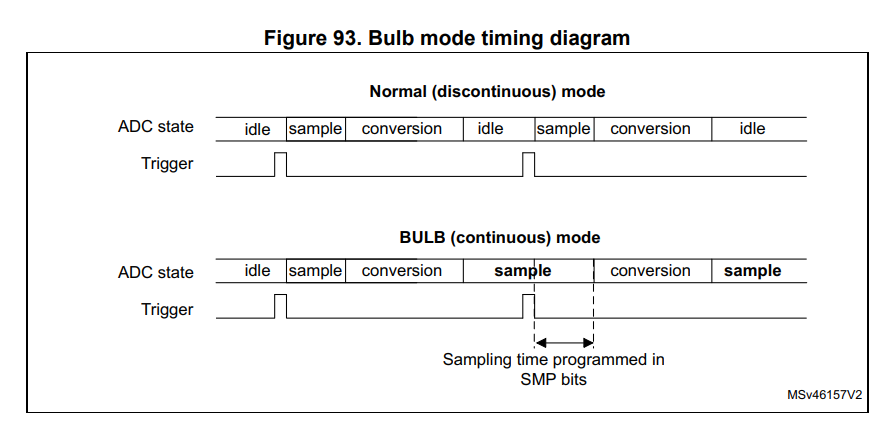 Figure 93. Bulb mode timing diagram
Normal (discontinuous) mode
ADC state idle sample conversion idle sample conversion idle
Trigger
BULB (continuous) mode
ADC state idle sample conversion sample conversion sample
Trigger
Sampling time programmed in
SMP bits
MSv46157V2